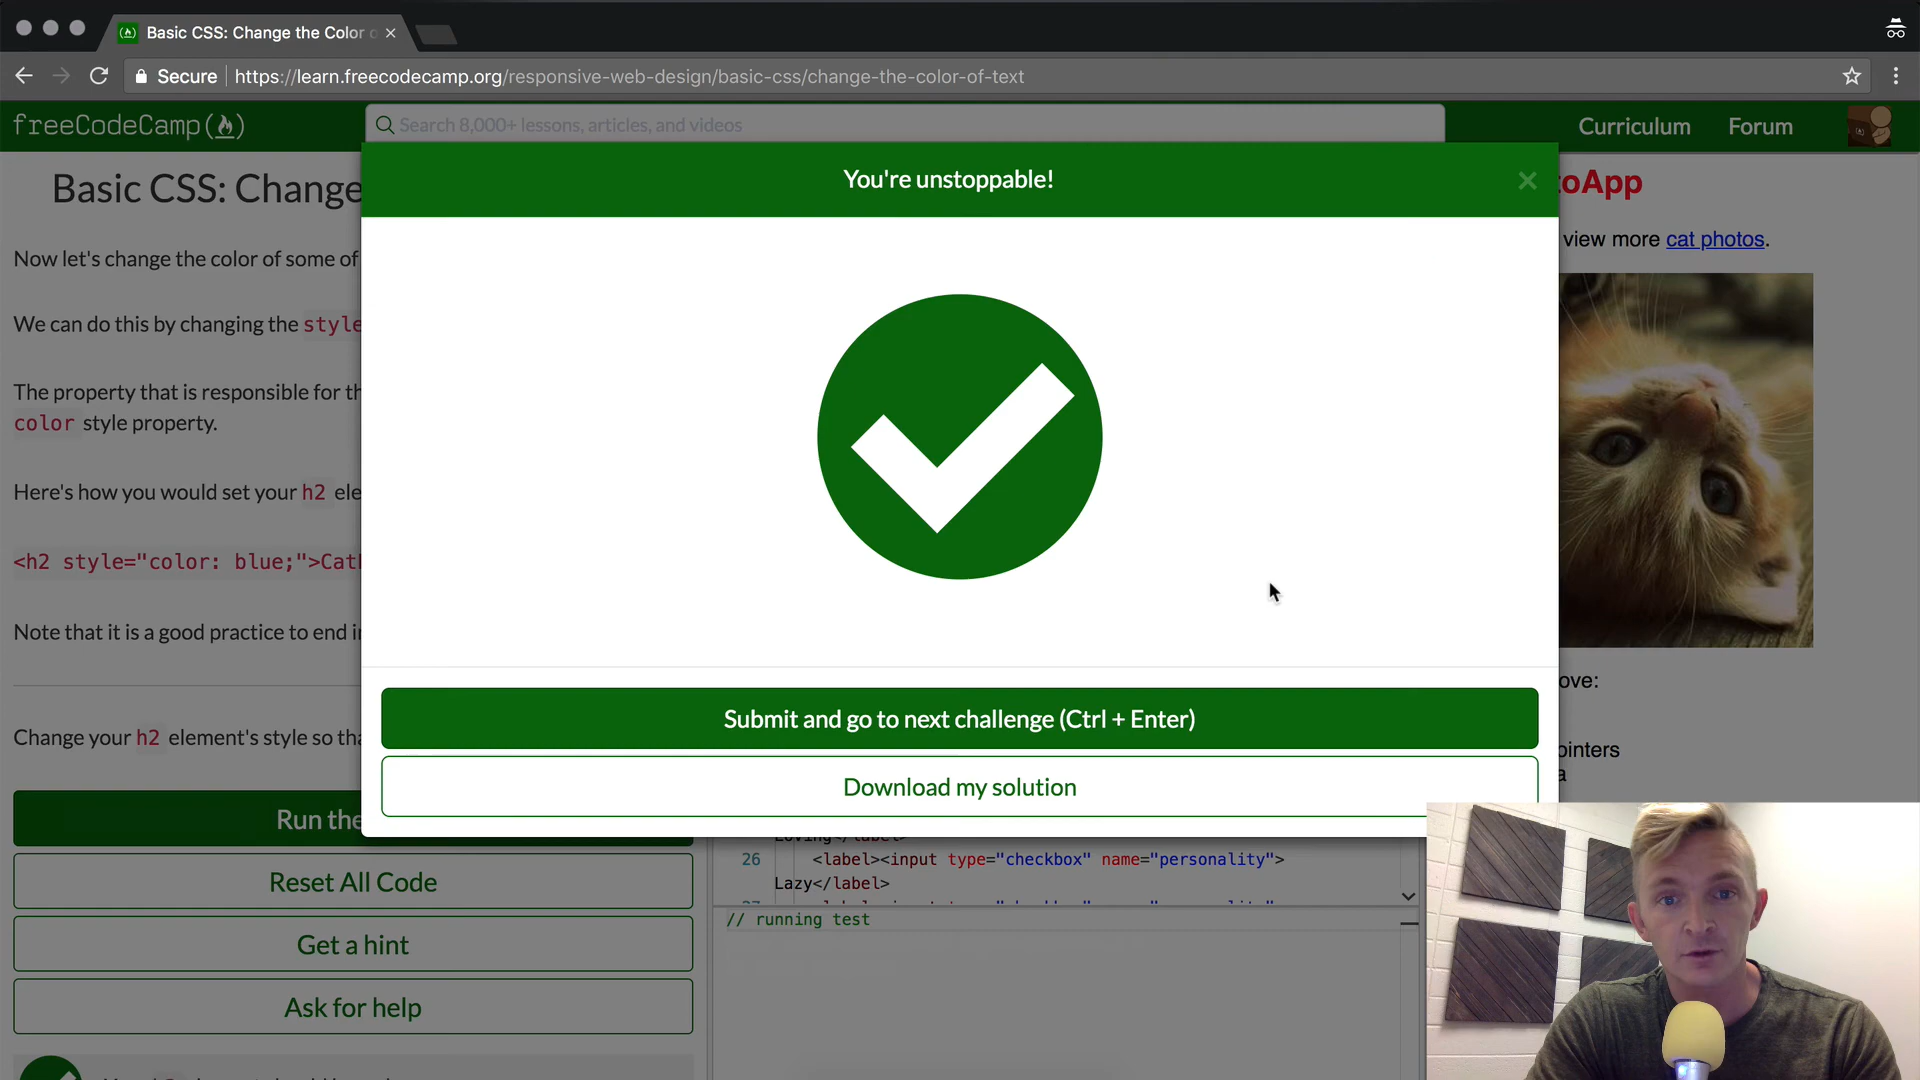 Basic CSS: Change the Color o
Secure https://learn.freecodecamp.org/responsive-web-design/basic-css/change-the-color-of-text
freeCodeCamp
Search 8,000+ lessons, articles, and videos
Curriculum Forum
You're unstoppable!
Basic CSS: Change
Now let's change the color of some of
We can do this by changing the style
The property that is responsible for th
color style property.
Here's how you would set your h2 ele
<h2 style="color: blue;">Cat
Note that it is a good practice to end i
Change your h2 element's style so tha
Run the
Reset All Code
Get a hint
Ask for help
Submit and go to next challenge (Ctrl + Enter)
Download my solution
Loving</label>
26 <label><input type="checkbox" name="personality">
Lazy</label>
// running test
toApp
view more cat photos.
ove:
ointers
a